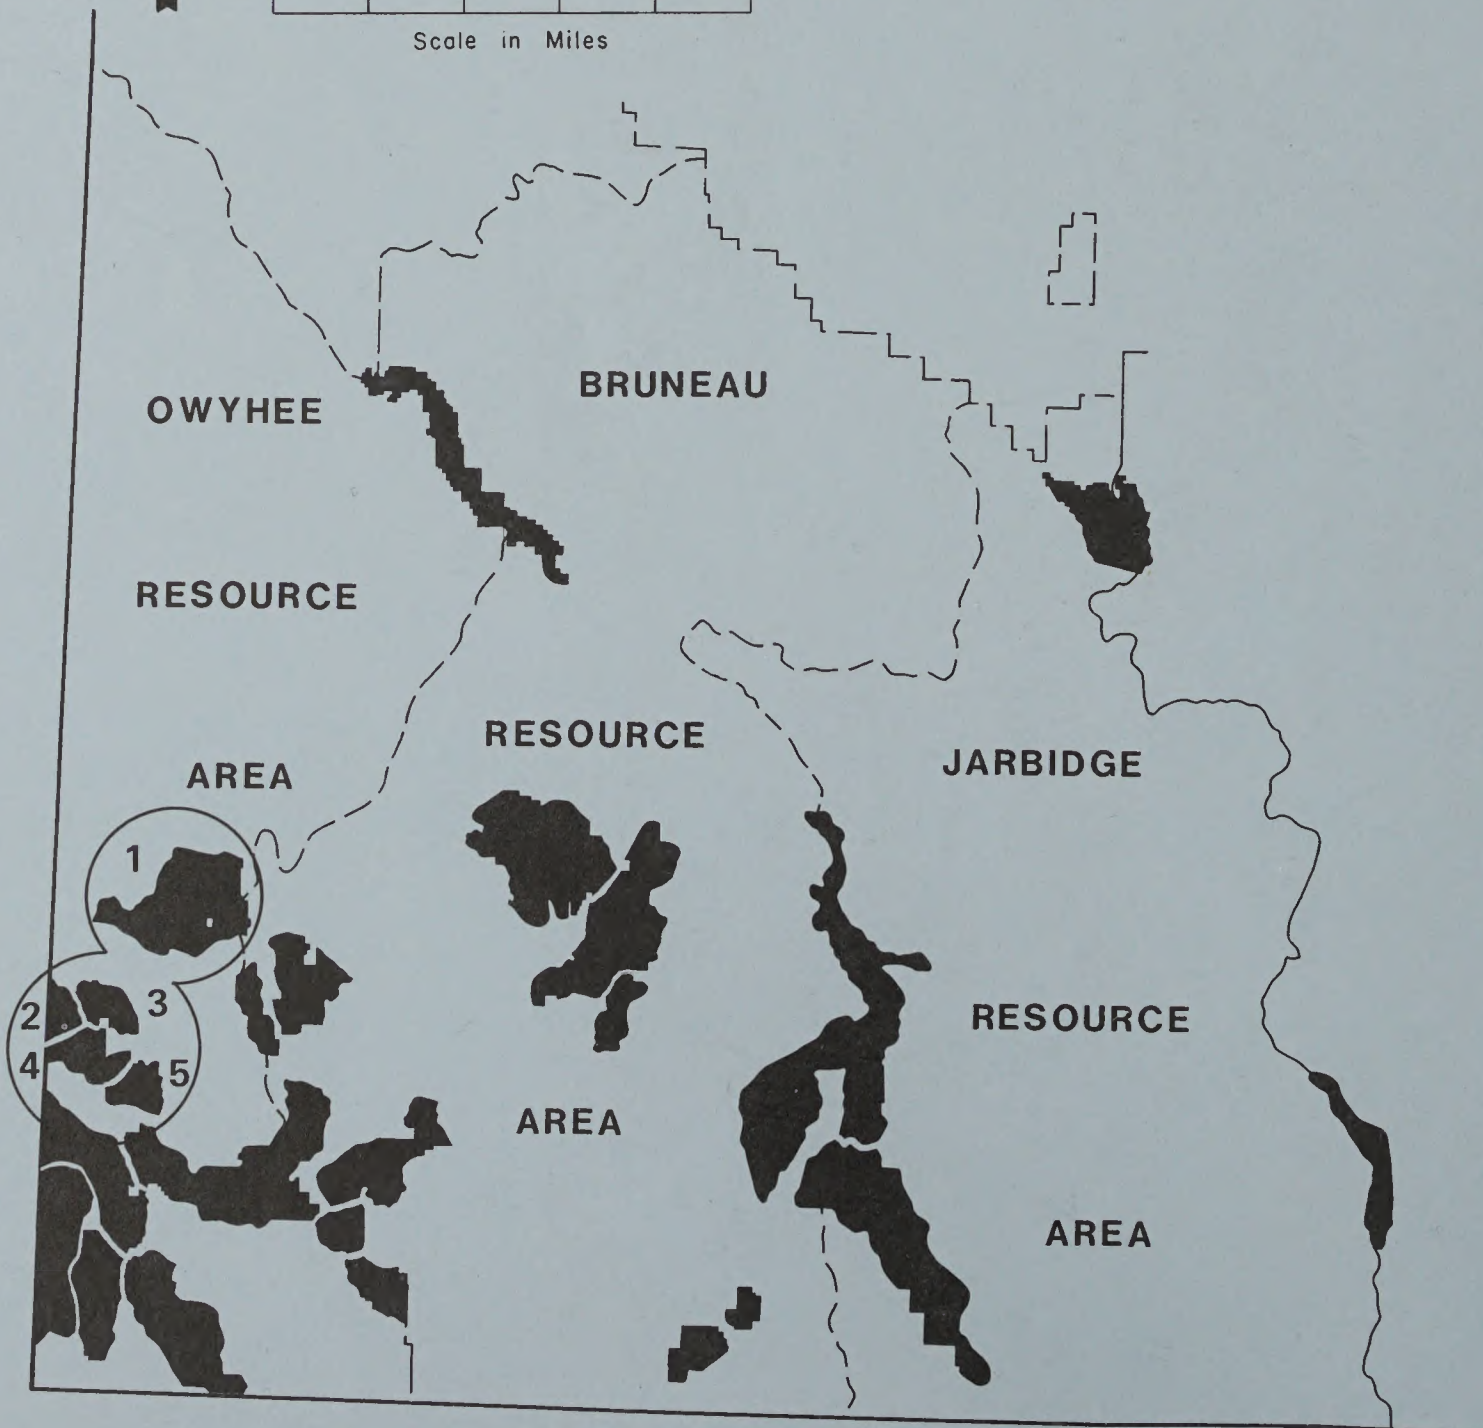 Scale in Miles
BRUNEAU
OWYHEE
RESOURCE
RESOURCE
JARBIDGE
AREA
1
3
2
RESOURCE
4
5
AREA
AREA